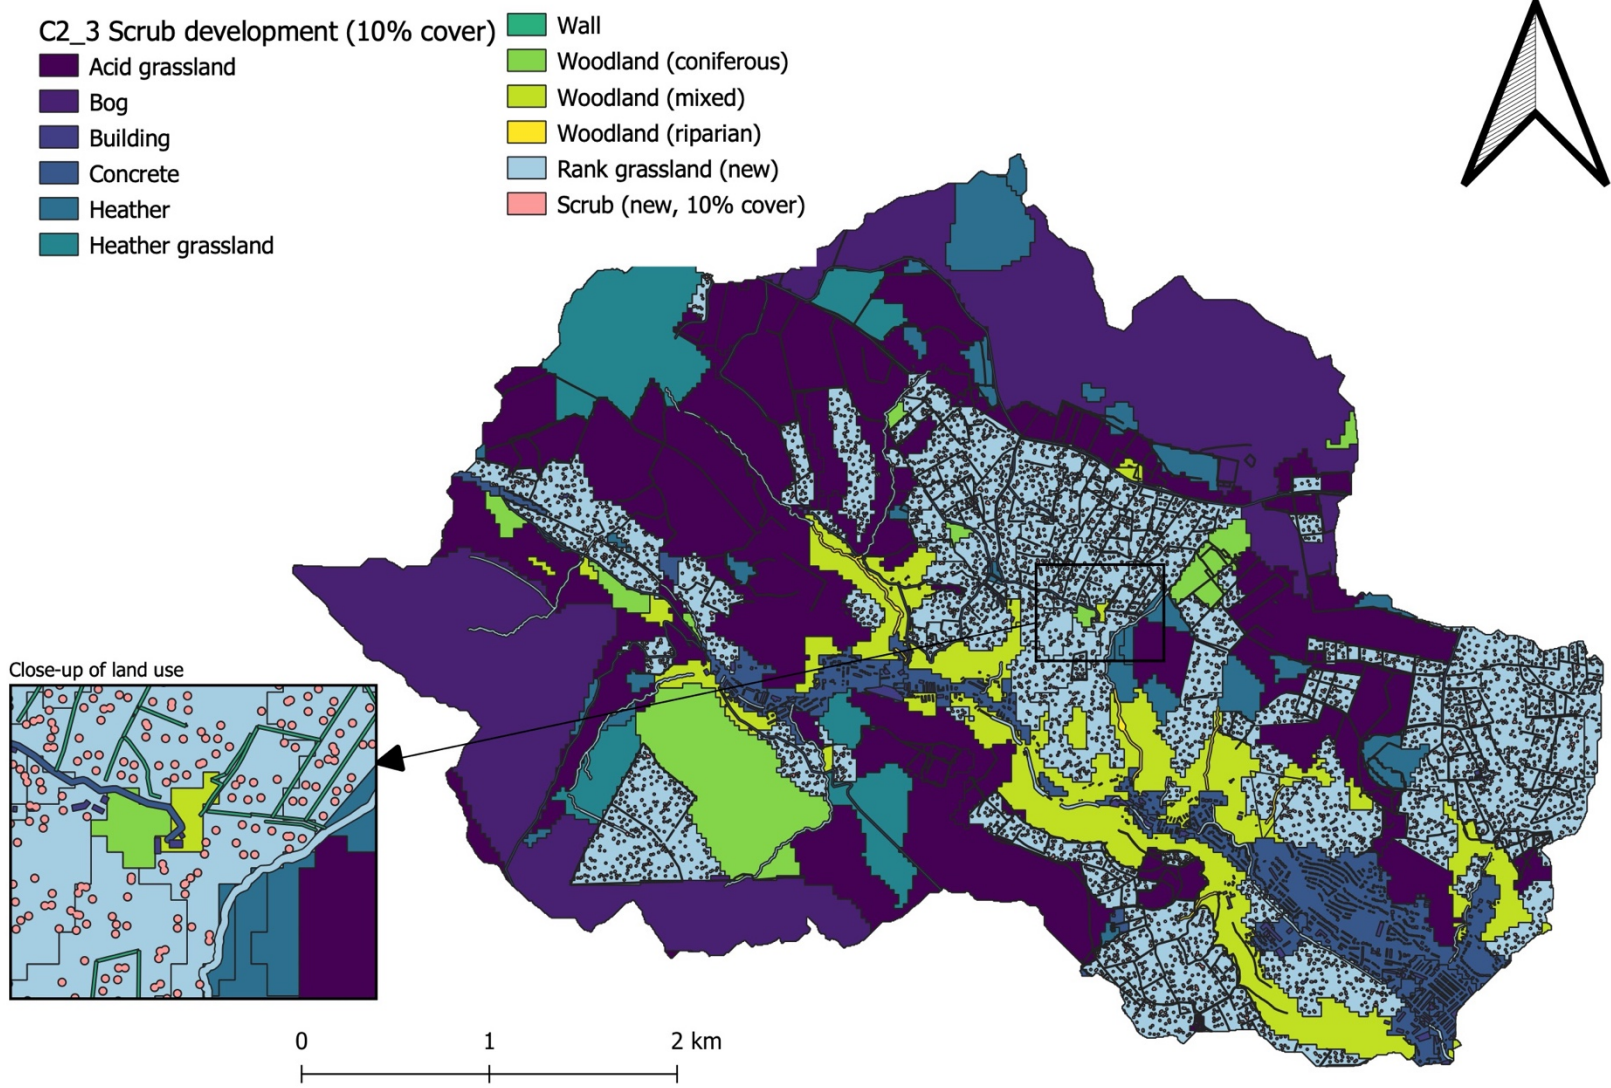 C2_3 Scrub development (10% cover)
Acid grassland
Bog
Building
Concrete
Heather
Heather grassland
Wall
Woodland (coniferous)
Woodland (mixed)
Woodland (riparian)
Rank grassland (new)
Scrub (new, 10% cover)
Close-up of land use
0 1 2 km